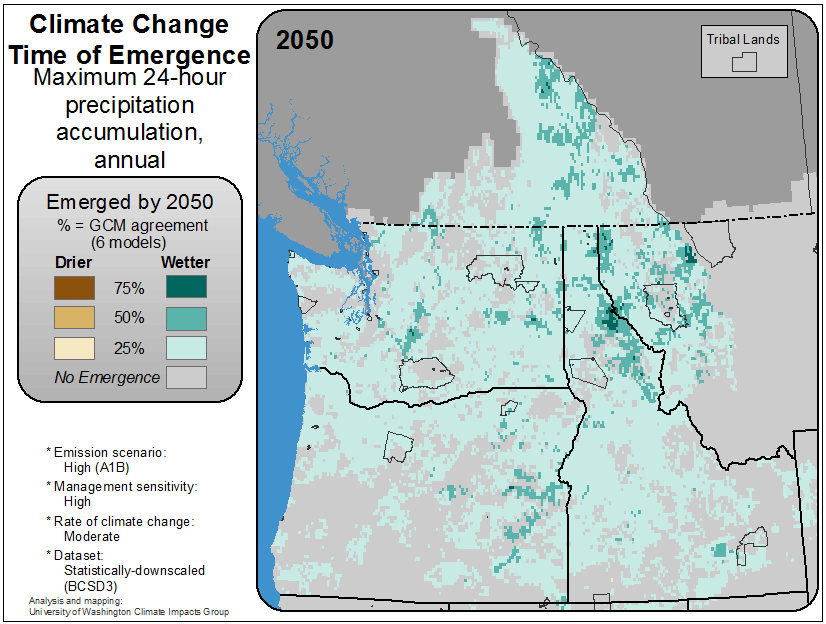 Climate Change
Time of Emergence
Maximum 24-hour
precipitation
accumulation,
annual
Emerged by 2050
% = GCM agreement
(6 models)
Drier Wetter
75%
50%
25%
No Emergence
* Emission scenario:
High (A1B)
* Management sensitivity:
High
* Rate of climate change:
Moderate
* Dataset:
Statistically-downscaled
(BCSD3)
Analysis and mapping:
University of Washington Climate Impacts Group
2050
Tribal Lands